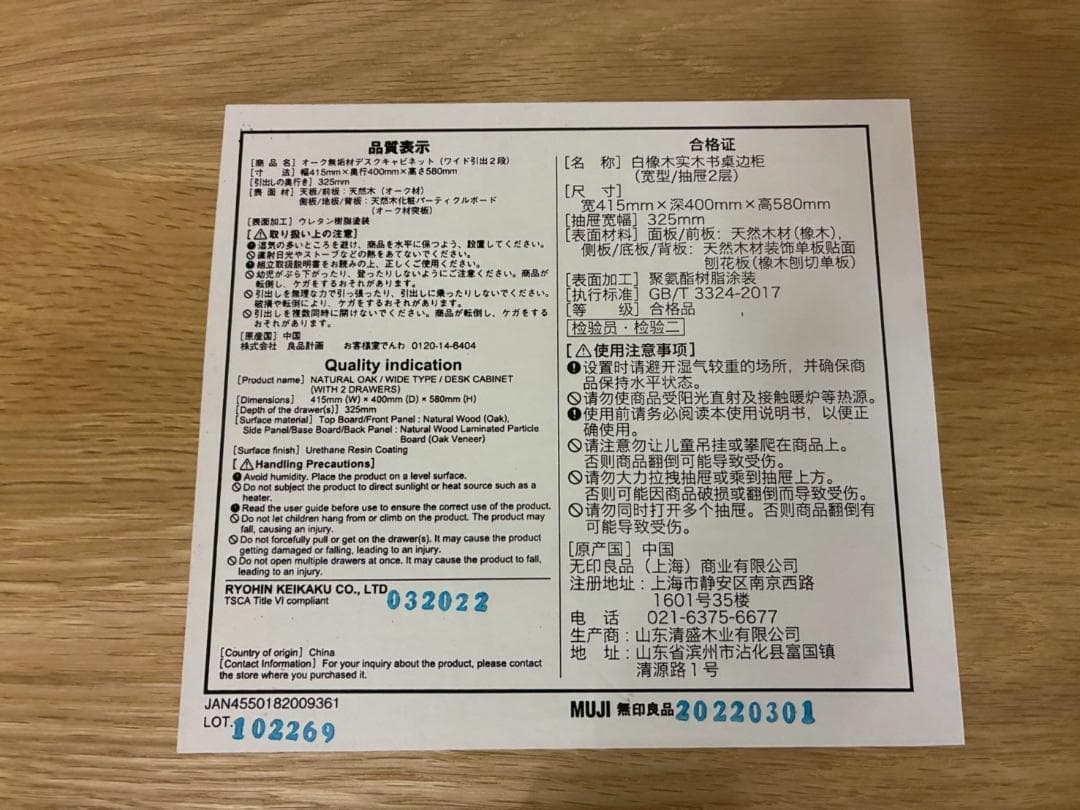 品質表示
[商 品 名] オーク無垢材デスクキャビネット (ワイド引出2段)
[寸 法] 幅415mm×奥行400mm×高さ580mm
[引出しの奥行き] 325mm
[表 面 材] 天板/前板:天然木 (オーク材)
側板/地板/背板:天然木化粧パーティクルボード
(オーク材突板)
[表面加工] ウレタン樹脂塗装
[⚠取り扱い上の注意]
湿気の多いところを避け、商品を水平に保つよう、設置してください。
直射日光やストーブなどの熱をあてないでください。
組立取扱説明書をお読みの上、正しくご使用ください。
幼児がぶら下がったり、登ったりしないようにご注意ください。商品が
転倒し、ケガをするおそれがあります。
引出しを無理な力で引っ張ったり、引出しに乗ったりしないでください。
破損や転倒により、ケガをするおそれがあります。
引出しを複数同時に開けないでください。商品が転倒し、ケガをする
おそれがあります。
[原産国] 中国
株式会社 良品計画 お客様室でんわ 0120-14-6404
Quality indication
[Product name] NATURAL OAK / WIDE TYPE / DESK CABINET
(WITH 2 DRAWERS)
[Dimensions] 415mm (W) × 400mm (D) × 580mm (H)
[Depth of the drawer(s)] 325mm
[Surface material] Top Board/Front Panel : Natural Wood (Oak),
Side Panel/Base Board/Back Panel : Natural Wood Laminated Particle
Board (Oak Veneer)
[Surface finish] Urethane Resin Coating
[⚠Handling Precautions]
Avoid humidity. Place the product on a level surface.
Do not subject the product to direct sunlight or heat source such as a
heater.
Read the user guide before use to ensure the correct use of the product.
Do not let children hang from or climb on the product. The product may
fall, causing an injury.
Do not forcefully pull or get on the drawer(s). It may cause the product
getting damaged or falling, leading to an injury.
Do not open multiple drawers at once. It may cause the product to fall,
leading to an injury.
RYOHIN KEIKAKU CO., LTD 032022
TSCA Title VI compliant
[Country of origin] China
[Contact Information] For your inquiry about the product, please contact
the store where you purchased it.
合格证
[名 称] 白橡木实木书桌边柜
(宽型/抽屉2层)
[尺 寸]
宽415mm×深400mm×高580mm
[抽屉宽幅] 325mm
[表面材料] 面板/前板:天然木材(橡木),
侧板/底板/背板:天然木材装饰单板贴面
刨花板(橡木刨切单板)
[表面加工] 聚氨酯树脂涂装
[执行标准] GB/T 3324-2017
[等 级] 合格品
[检验员・检验二]
[⚠使用注意事项]
设置时请避开湿气较重的场所，并确保商
品保持水平状态。
请勿使商品受阳光直射及接触暖炉等热源。
使用前请务必阅读本使用说明书，以便正
确使用。
请注意勿让儿童吊挂或攀爬在商品上。
否则商品翻倒可能导致受伤。
请勿大力拉拽抽屉或乘到抽屉上方。
否则可能因商品破损或翻倒而导致受伤。
请勿同时打开多个抽屉。否则商品翻倒有
可能导致受伤。
[原产国] 中国
无印良品（上海）商业有限公司
注册地址:上海市静安区南京西路
1601号35楼
电 话 021-6375-6677
生产商:山东清盛木业有限公司
地 址:山东省滨州市沾化县富国镇
清源路1号
JAN4550182009361
LOT.102269
MUJI 無印良品 20220301